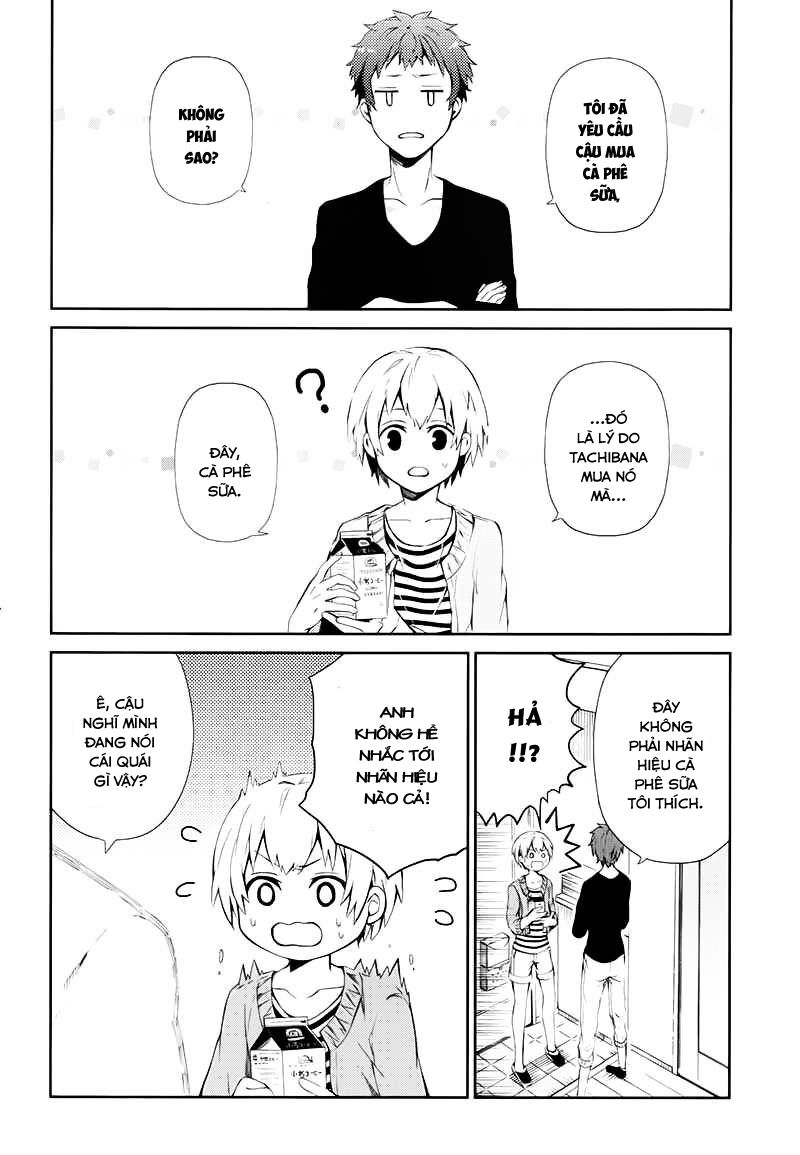 TÔI ĐÃ
YÊU CẦU
CẬU MUA
CÀ PHÊ
SỮA,
KHÔNG
PHẢI
SAO?
...ĐÓ
LÀ LÝ DO
TACHIBANA
MUA NÓ
MÀ...
?
ĐÂY,
CÀ PHÊ
SỮA.
ĐÂY
KHÔNG
PHẢI NHÃN
HIỆU CÀ
PHÊ SỮA
TÔI THÍCH.
HẢ
!!?
ANH
KHÔNG HỀ
NHẮC TỚI
NHÃN HIỆU
NÀO CẢ!
Ê, CẬU
NGHĨ MÌNH
ĐANG NÓI
CÁI QUÁI
GÌ VẬY?